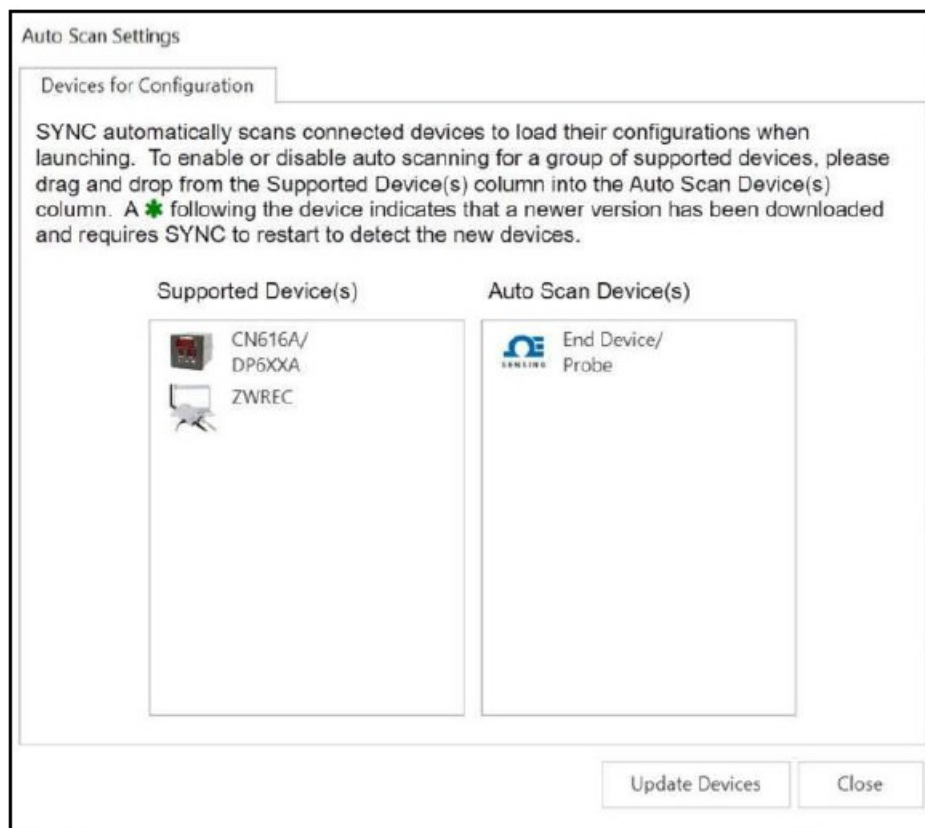 Auto Scan Settings
Devices for Configuration
SYNC automatically scans connected devices to load their configurations when
launching. To enable or disable auto scanning for a group of supported devices, please
drag and drop from the Supported Device(s) column into the Auto Scan Device(s)
column. A ✱ following the device indicates that a newer version has been downloaded
and requires SYNC to restart to detect the new devices.
Supported Device(s)
Auto Scan Device(s)
CN616A/
DP6XXA
ZWREC
SENSING
End Device/
Probe
Update Devices
Close